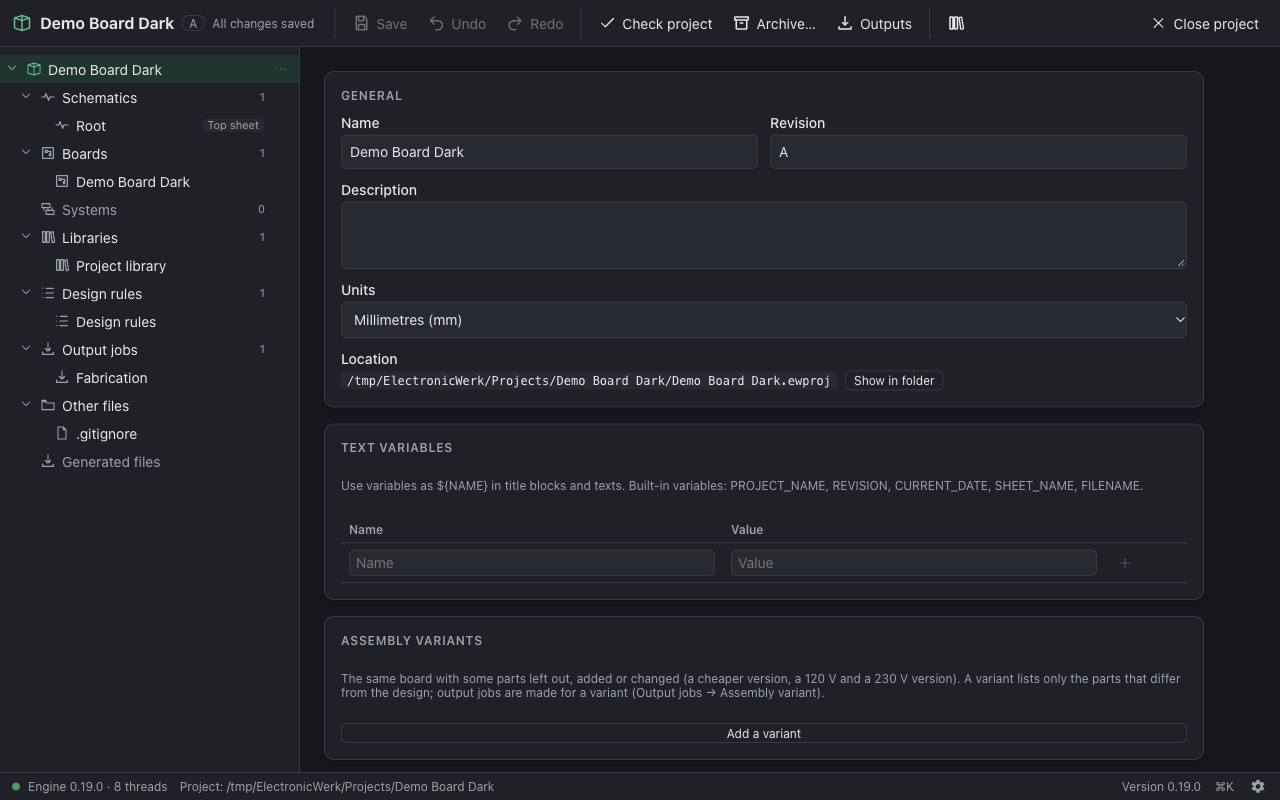 Demo Board Dark A All changes saved Save Undo Redo Check project Archive... Outputs Close project
Demo Board Dark ...
Schematics 1
Root Top sheet
Boards 1
Demo Board Dark
Systems 0
Libraries 1
Project library
Design rules 1
Design rules
Output jobs 1
Fabrication
Other files
.gitignore
Generated files
GENERAL
Name Revision
Demo Board Dark A
Description
Units
Millimetres (mm)
Location
/tmp/ElectronicWerk/Projects/Demo Board Dark/Demo Board Dark.ewproj Show in folder
TEXT VARIABLES
Use variables as ${NAME} in title blocks and texts. Built-in variables: PROJECT_NAME, REVISION, CURRENT_DATE, SHEET_NAME, FILENAME.
Name Value
Name Value +
ASSEMBLY VARIANTS
The same board with some parts left out, added or changed (a cheaper version, a 120 V and a 230 V version). A variant lists only the parts that differ
from the design; output jobs are made for a variant (Output jobs → Assembly variant).
Add a variant
Engine 0.19.0 · 8 threads Project: /tmp/ElectronicWerk/Projects/Demo Board Dark Version 0.19.0 ⌘K